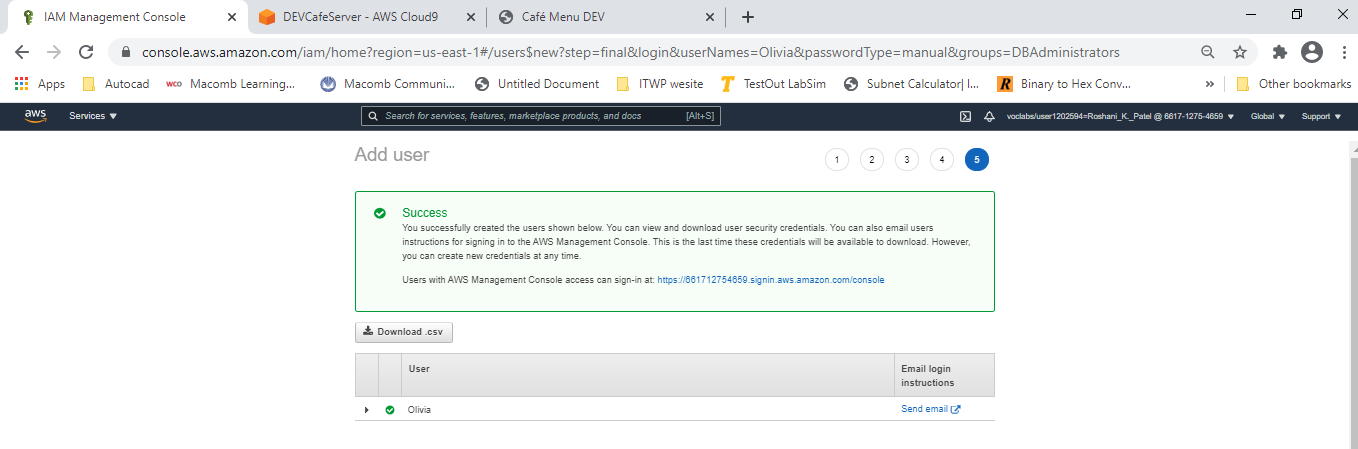 IAM Management Console
DEVCafeServer - AWS Cloud9
Café Menu DEV
console.aws.amazon.com/iam/home?region=us-east-1#/users$new?step=final&login&userNames=Olivia&passwordType=manual&groups=DBAdministrators
Apps Autocad wco Macomb Learning... Macomb Communi... Untitled Document ITWP wesite TestOut LabSim Subnet Calculator| I... R Binary to Hex Conv... » Other bookmarks
aws Services Search for services, features, marketplace products, and docs [Alt+S] voclabs/user1202594=Roshani_K._Patel @ 6617-1275-4659 Global Support
Add user 1 2 3 4 5
Success
You successfully created the users shown below. You can view and download user security credentials. You can also email users
instructions for signing in to the AWS Management Console. This is the last time these credentials will be available to download. However,
you can create new credentials at any time.
Users with AWS Management Console access can sign-in at: https://661712754659.signin.aws.amazon.com/console
Download .csv
User
Email login
instructions
Olivia
Send email